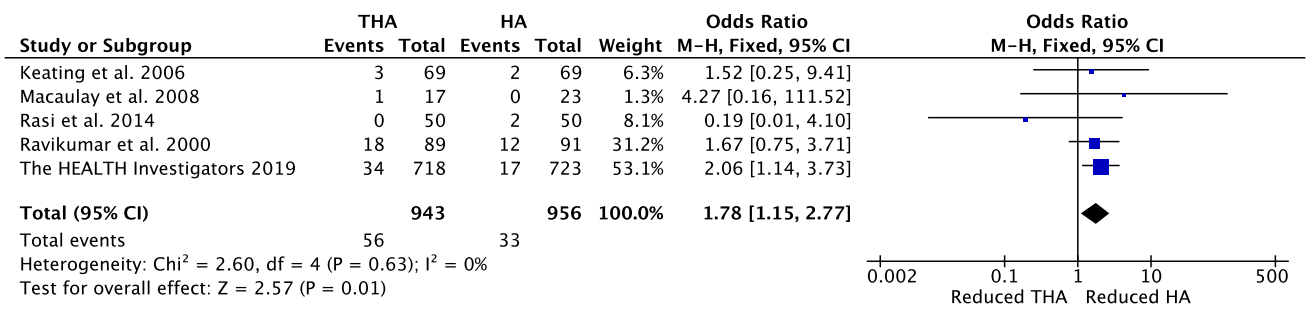 THA HA Odds Ratio Odds Ratio
Study or Subgroup Events Total Events Total Weight M-H, Fixed, 95% CI M-H, Fixed, 95% CI
Keating et al. 2006 3 69 2 69 6.3% 1.52 [0.25, 9.41]
Macaulay et al. 2008 1 17 0 23 1.3% 4.27 [0.16, 111.52]
Rasi et al. 2014 0 50 2 50 8.1% 0.19 [0.01, 4.10]
Ravikumar et al. 2000 18 89 12 91 31.2% 1.67 [0.75, 3.71]
The HEALTH Investigators 2019 34 718 17 723 53.1% 2.06 [1.14, 3.73]
Total (95% CI) 943 956 100.0% 1.78 [1.15, 2.77]
Total events 56 33
Heterogeneity: Chi² = 2.60, df = 4 (P = 0.63); I² = 0%
Test for overall effect: Z = 2.57 (P = 0.01)
0.002 0.1 1 10 500
Reduced THA Reduced HA